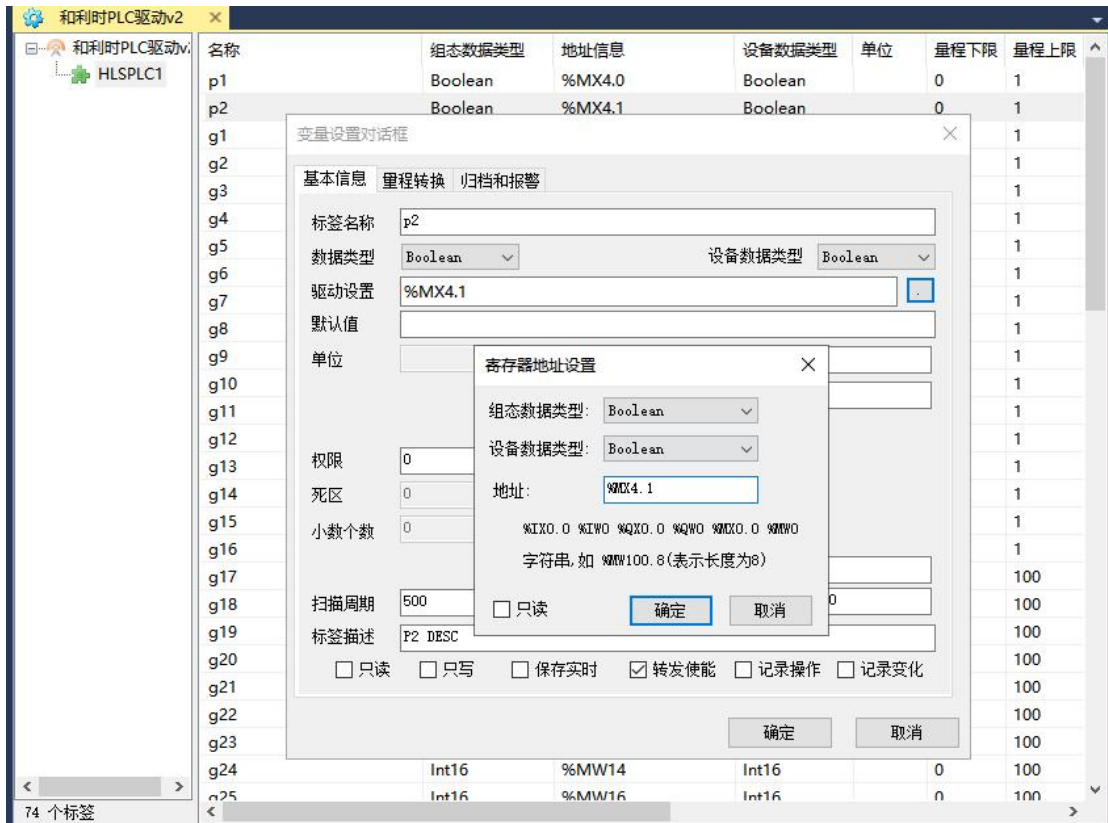 和利时PLC驱动v2 ×
和利时PLC驱动v
HLSPLC1
名称 组态数据类型 地址信息 设备数据类型 单位 量程下限 量程上限
p1 Boolean %MX4.0 Boolean 0 1
p2 Boolean %MX4.1 Boolean 0 1
g1 1
变量设置对话框
g2 1
基本信息 量程转换 归档和报警
g3 1
g4 1
标签名称 p2
g5 1
数据类型 Boolean 设备数据类型 Boolean
g6 1
驱动设置 %MX4.1 .
g7 1
默认值
g8 1
g9 1
单位
寄存器地址设置
g10 1
组态数据类型: Boolean
g11 1
g12 1
设备数据类型: Boolean
权限 0
g13 1
地址: %MX4.1
g14 1
死区 0
g15 1
小数个数 0
%IX0.0 %IW0 %QX0.0 %QW0 %MX0.0 %MW0
g16 1
字符串,如 %MW100.8(表示长度为8)
g17 100
g18 100
扫描周期 500 0
只读 确定 取消
g19 100
标签描述 P2 DESC
g20 100
只读 只写 保存实时 转发使能 记录操作 记录变化
g21 100
g22 100
确定 取消
g23 100
g24 Int16 %MW14 Int16 0 100
g25 Int16 %MW16 Int16 0 100
74 个标签